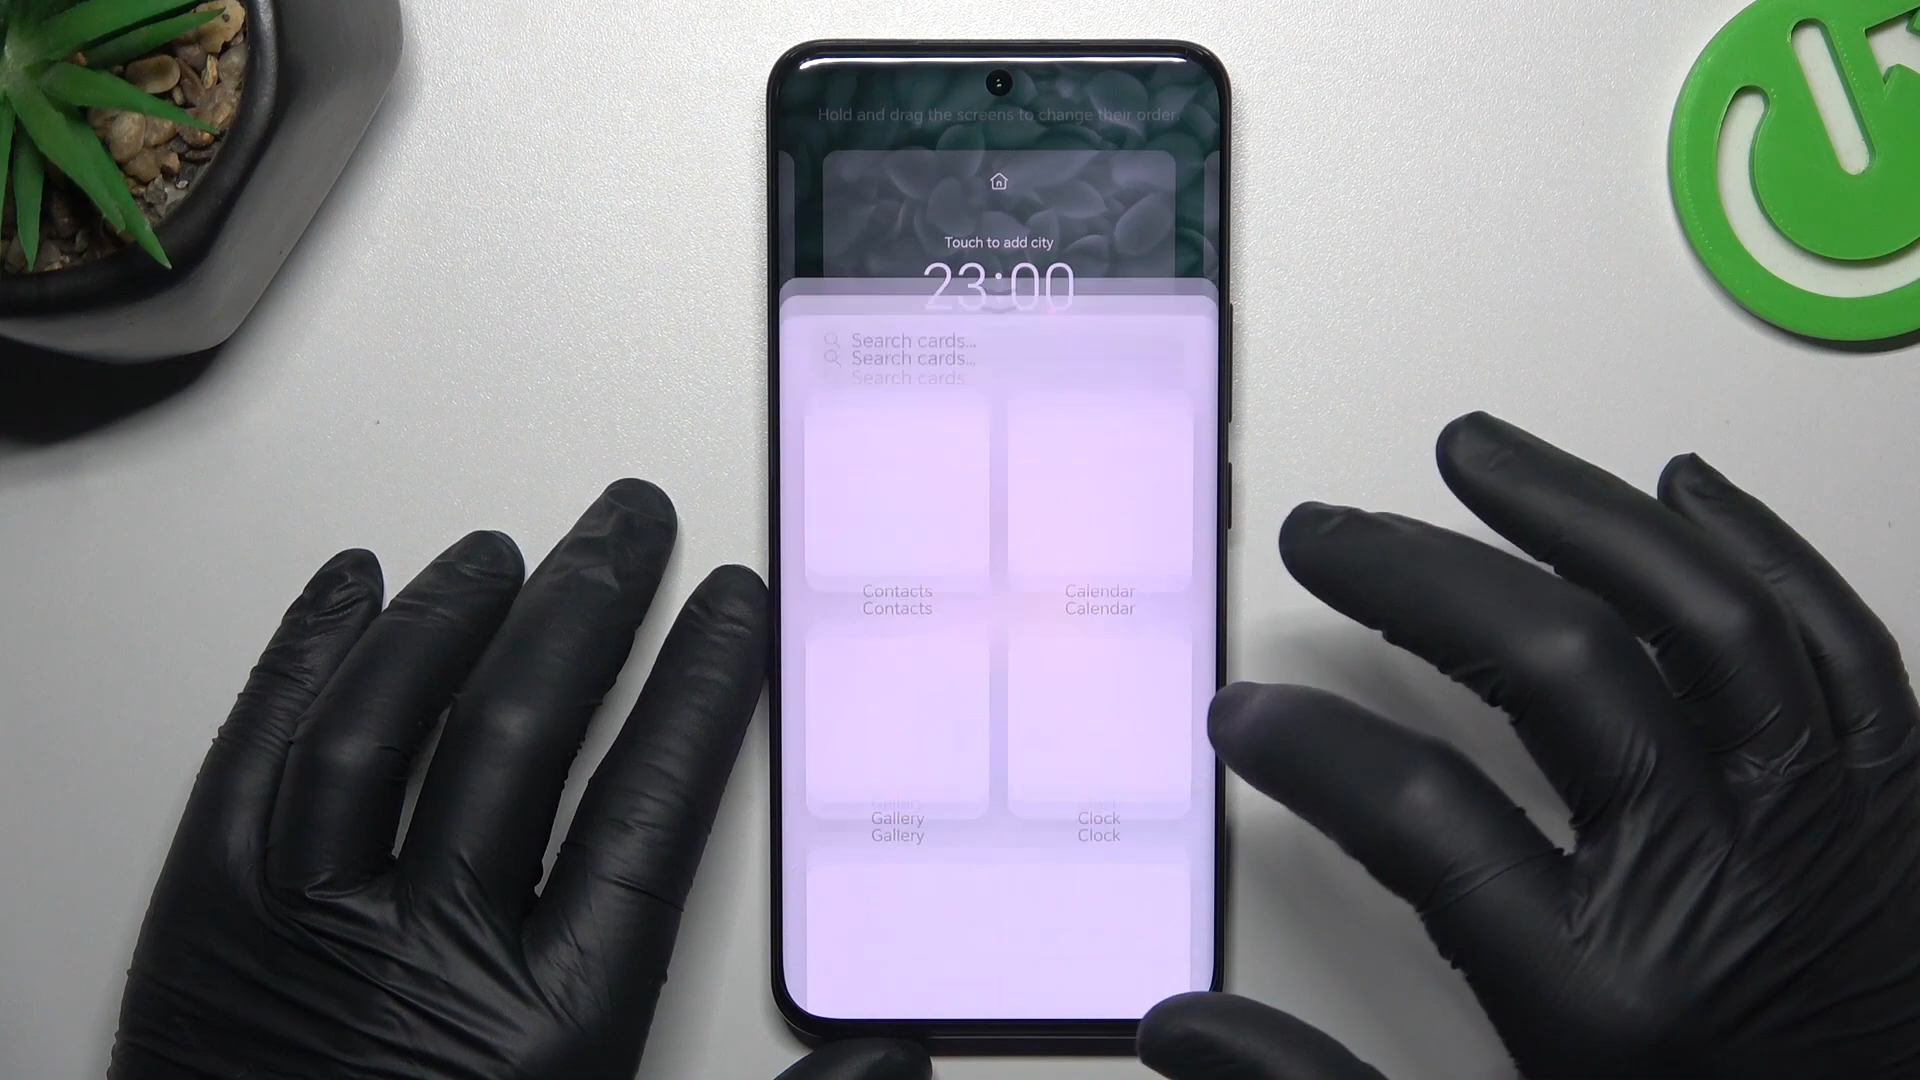 Hold and drag the screens to change their order.
Touch to add city
23:00
Search cards...
Search cards...
Search cards
Contacts Calendar
Contacts Calendar
Gallery Clock
Gallery Clock